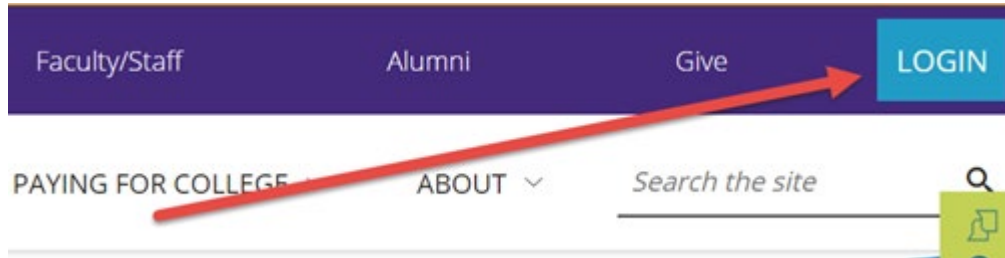 Faculty/Staff Alumni Give LOGIN
PAYING FOR COLLEGE ABOUT Search the site